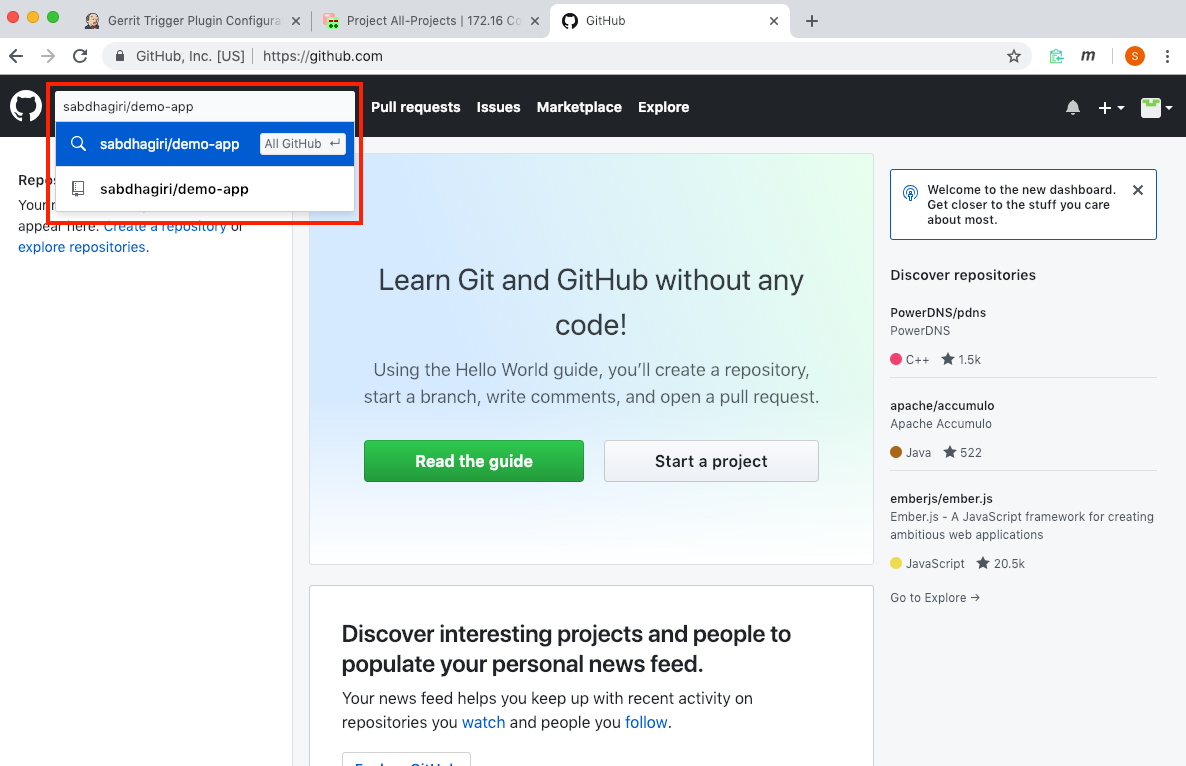 Gerrit Trigger Plugin Configura
Project All-Projects | 172.16 Co
GitHub
GitHub, Inc. [US]
https://github.com
m
S
sabdhagiri/demo-app
Pull requests
Issues
Marketplace
Explore
sabdhagiri/demo-app
All GitHub ↵
sabdhagiri/demo-app
Repos
Your
appear here. Create a repository or
explore repositories.
Learn Git and GitHub without any
code!
Using the Hello World guide, you’ll create a repository,
start a branch, write comments, and open a pull request.
Read the guide
Start a project
Discover interesting projects and people to
populate your personal news feed.
Your news feed helps you keep up with recent activity on
repositories you watch and people you follow.
Welcome to the new dashboard.
Get closer to the stuff you care
about most.
Discover repositories
PowerDNS/pdns
PowerDNS
C++ ★ 1.5k
apache/accumulo
Apache Accumulo
Java ★ 522
emberjs/ember.js
Ember.js - A JavaScript framework for creating
ambitious web applications
JavaScript ★ 20.5k
Go to Explore →